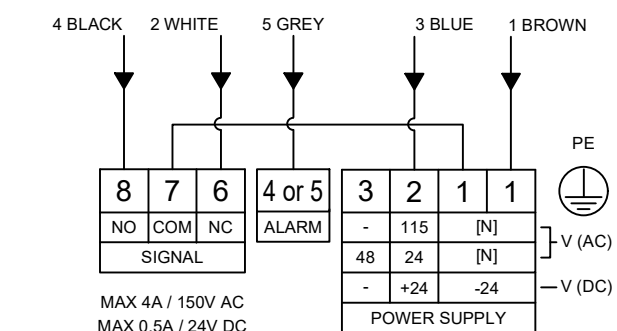 4 BLACK 2 WHITE 5 GREY 3 BLUE 1 BROWN
PE
8 7 6 4 or 5 3 2 1 1
NO COM NC ALARM - 115 [N] V (AC)
SIGNAL 48 24 [N]
- +24 -24 V (DC)
MAX 4A / 150V AC
POWER SUPPLY
MAX 0.5A / 24V DC